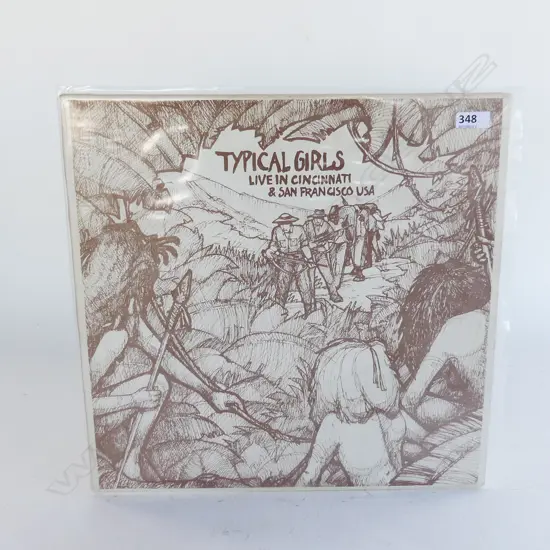 348
TYPICAL GIRLS
LIVE IN CINCINNATI
& SAN FRANCISCO USA